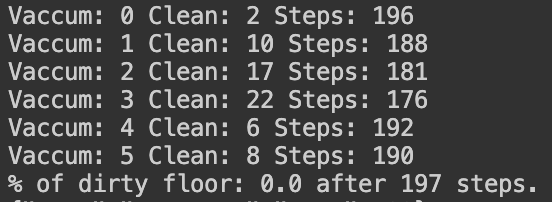 Vaccum: 0 Clean: 2 Steps: 196
Vaccum: 1 Clean: 10 Steps: 188
Vaccum: 2 Clean: 17 Steps: 181
Vaccum: 3 Clean: 22 Steps: 176
Vaccum: 4 Clean: 6 Steps: 192
Vaccum: 5 Clean: 8 Steps: 190
% of dirty floor: 0.0 after 197 steps.